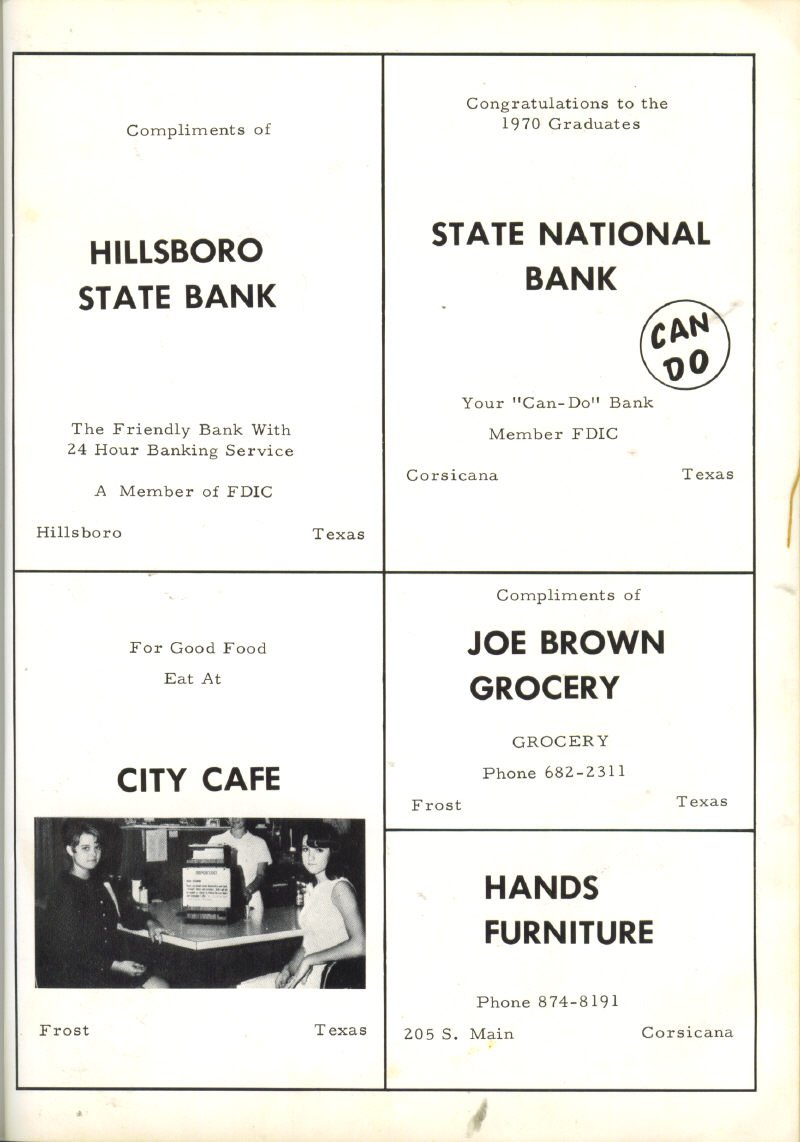 Compliments of
HILLSBORO
STATE BANK
The Friendly Bank With
24 Hour Banking Service
A Member of FDIC
Hillsboro Texas
Congratulations to the
1970 Graduates
STATE NATIONAL
BANK
CAN
DO
Your "Can-Do" Bank
Member FDIC
Corsicana Texas
For Good Food
Eat At
CITY CAFE
IMPORTANT
Frost Texas
Compliments of
JOE BROWN
GROCERY
GROCERY
Phone 682-2311
Frost Texas
HANDS
FURNITURE
Phone 874-8191
205 S. Main Corsicana